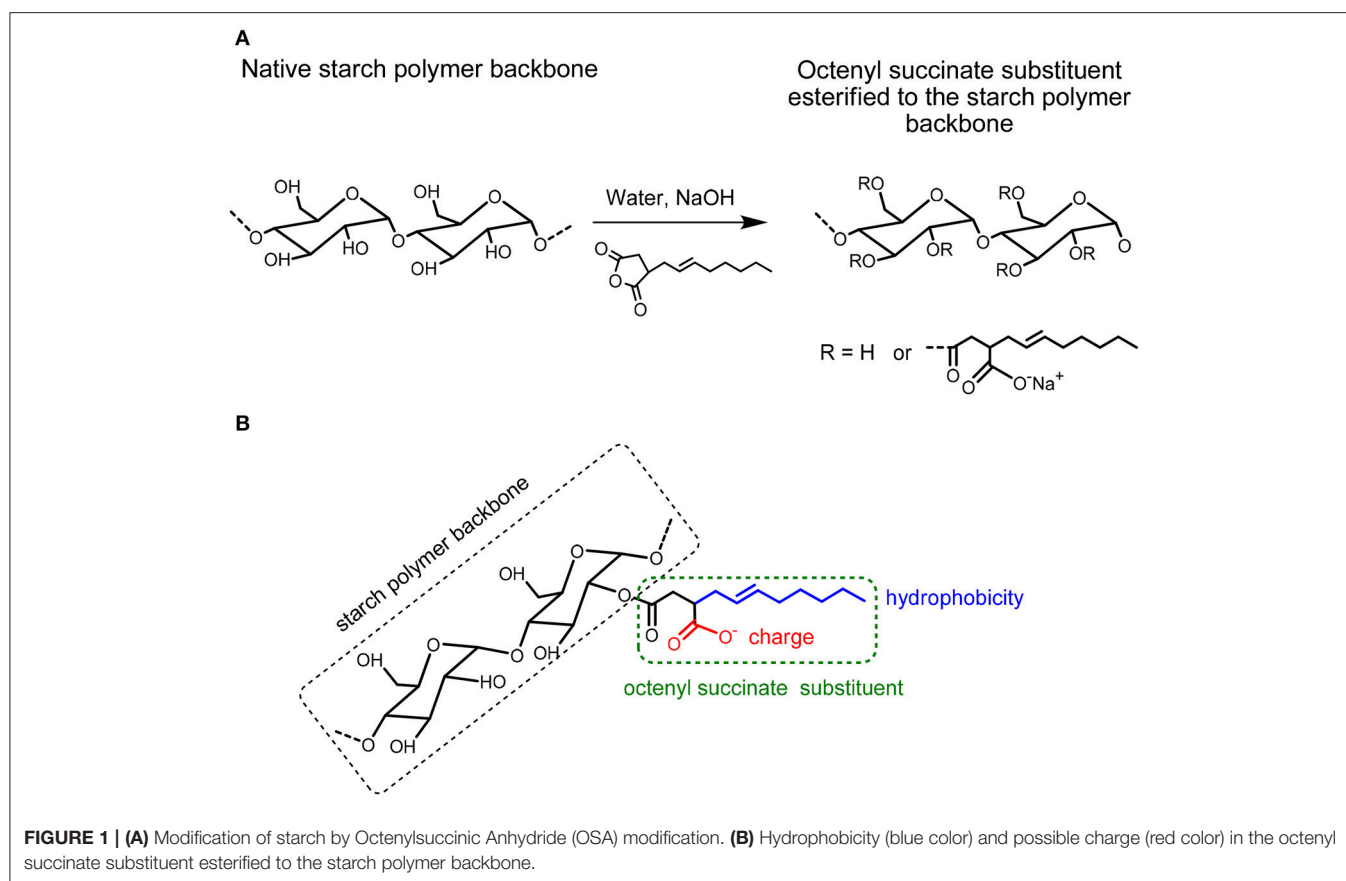 A
Native starch polymer backbone
Octenyl succinate substituent
esterified to the starch polymer
backbone
OH
O
OH
O
Water, NaOH
RO
O
RO
O
O
HO
OH
O
HO
OH
O
O
RO
OR
O
RO
OR
O
O
O
O
R = H or
O
O
O-Na+
B
starch polymer backbone
O
O
OH
O
hydrophobicity
O
OH
O
O
O- charge
OH
O
HO
octenyl succinate substituent
O
OH
FIGURE 1 | (A) Modification of starch by Octenylsuccinic Anhydride (OSA) modification. (B) Hydrophobicity (blue color) and possible charge (red color) in the octenyl
succinate substituent esterified to the starch polymer backbone.